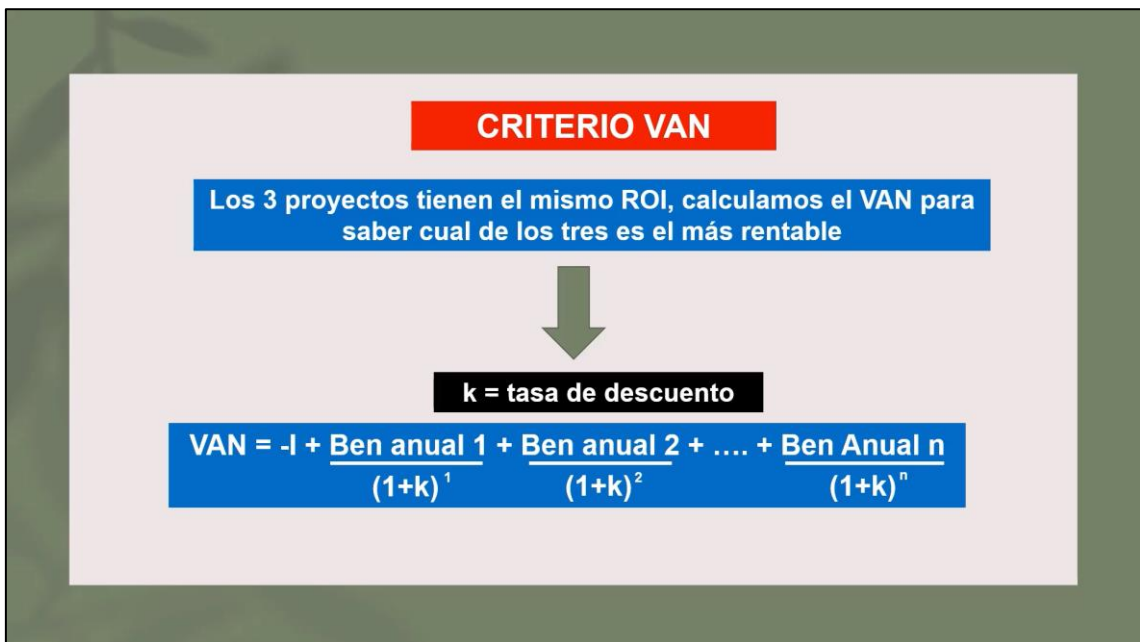 CRITERIO VAN
Los 3 proyectos tienen el mismo ROI, calculamos el VAN para
saber cual de los tres es el más rentable
k = tasa de descuento
VAN = -I + Ben anual 1 + Ben anual 2 + .... + Ben Anual n
(1+k)¹ (1+k)² (1+k)ⁿ